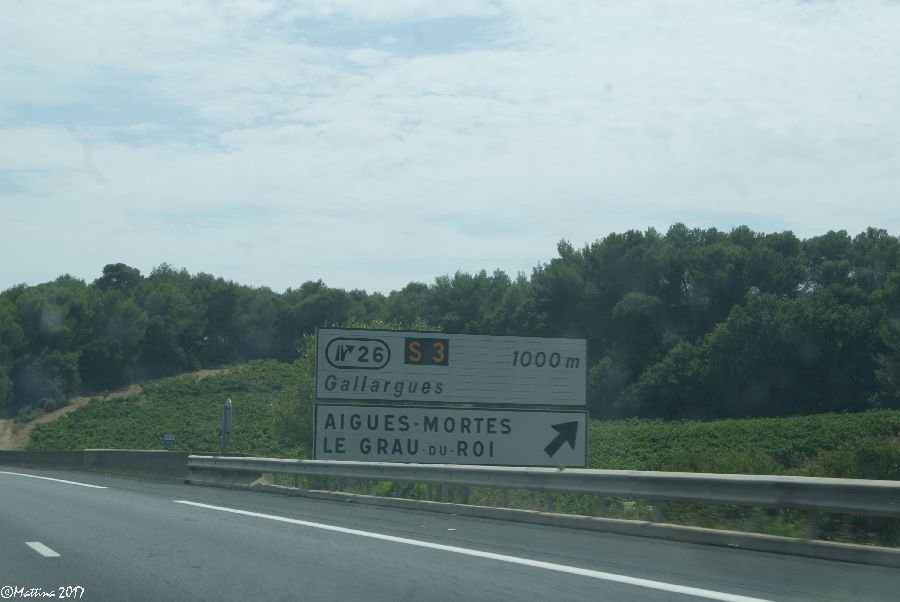 26 S 3 1000 m
Gallargues
AIGUES-MORTES
LE GRAU-DU-ROI
©Mattina 2017